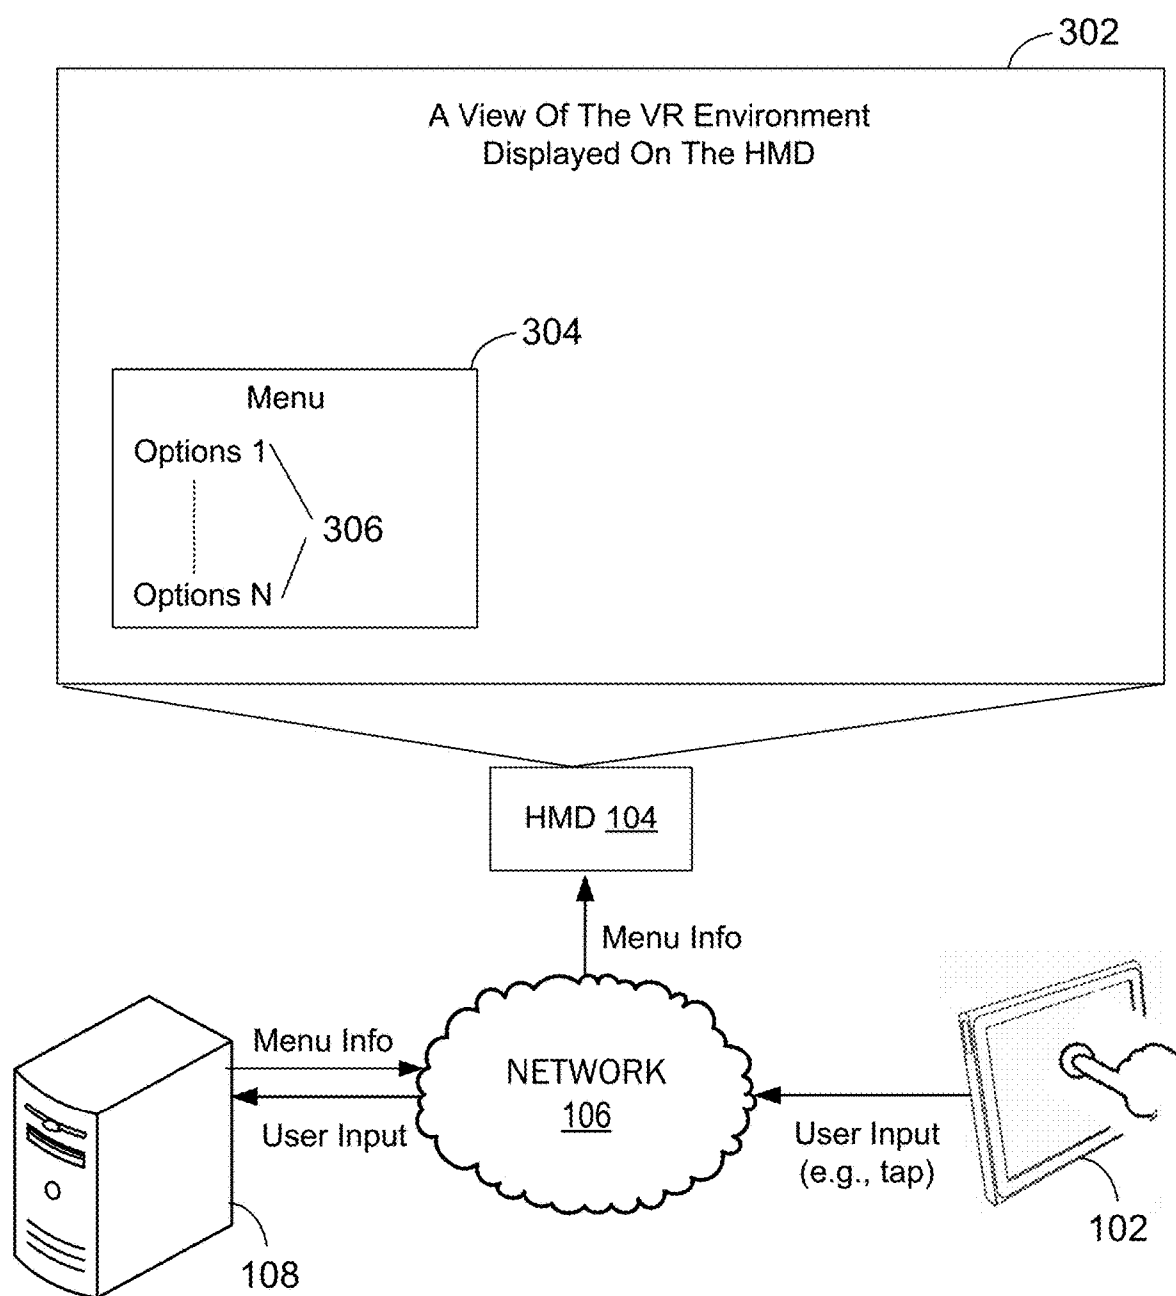 302
A View Of The VR Environment
Displayed On The HMD
304
Menu
Options 1
306
Options N
HMD 104
Menu Info
Menu Info
NETWORK
106
User Input
User Input
(e.g., tap)
102
108